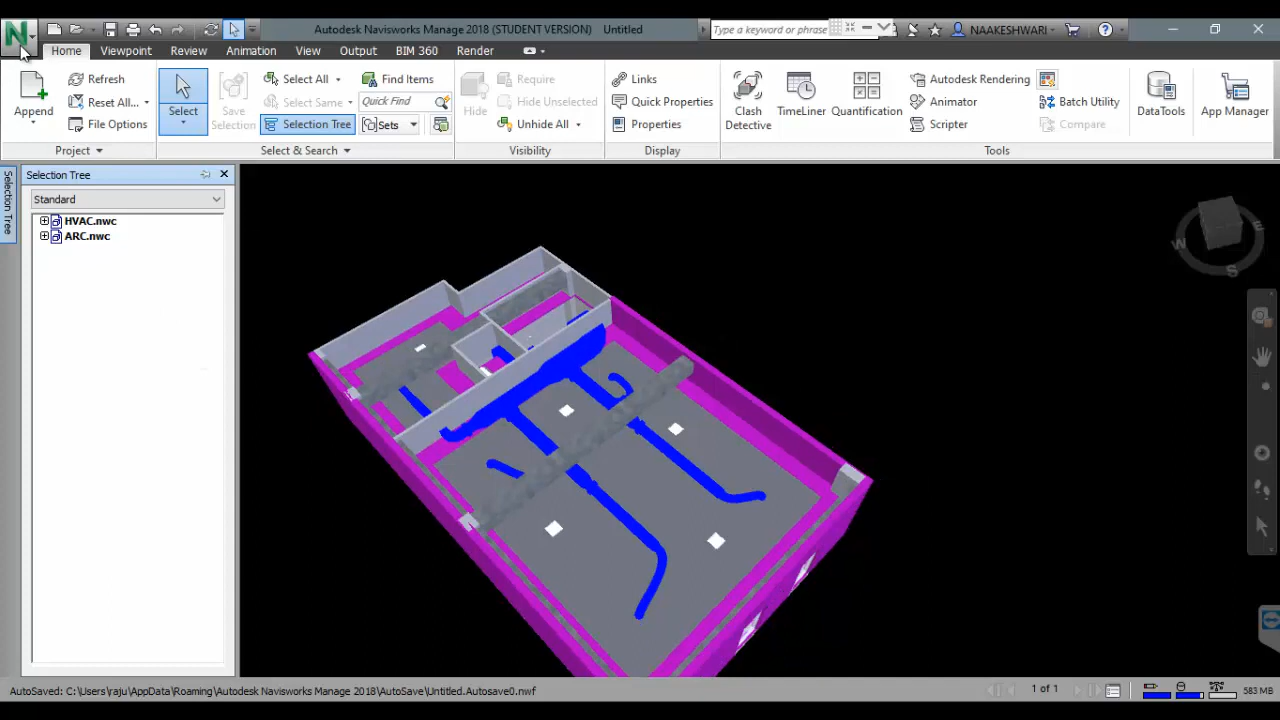 Autodesk Navisworks Manage 2018 (STUDENT VERSION) Untitled
Type a keyword or phrase
NAAKESHWARI
Home Viewpoint Review Animation View Output BIM 360 Render
Append
Refresh
Reset All...
File Options
Project
Select
Save Selection
Select All
Select Same
Selection Tree
Find Items
Quick Find
Sets
Select & Search
Hide
Require
Hide Unselected
Unhide All
Visibility
Links
Quick Properties
Properties
Display
Clash Detective
TimeLiner
Quantification
Autodesk Rendering
Animator
Scripter
Batch Utility
Compare
DataTools
App Manager
Tools
Selection Tree
Selection Tree
Standard
HVAC.nwc
ARC.nwc
W
E
S
AutoSaved: C:\Users\raju\AppData\Roaming\Autodesk Navisworks Manage 2018\AutoSave\Untitled.Autosave0.nwf
1 of 1
583 MB